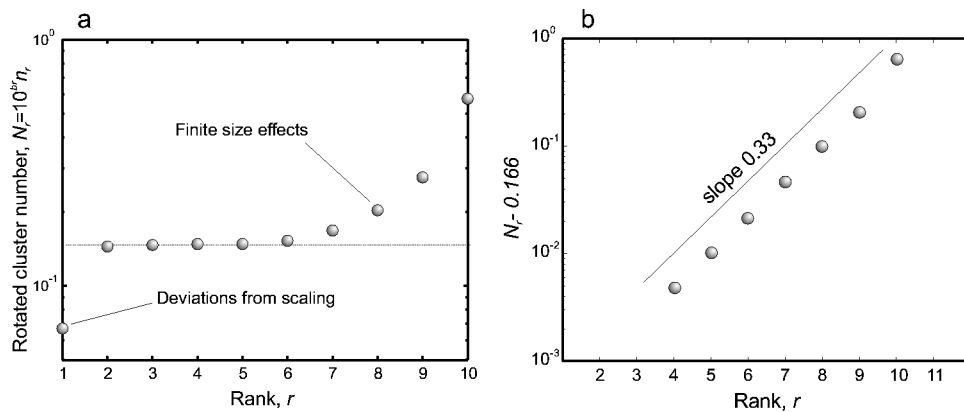 a
Rotated cluster number, N_r=10^{br}n_r
10^0
10^{-1}
Finite size effects
Deviations from scaling
1 2 3 4 5 6 7 8 9 10
Rank, r
b
N_r- 0.166
10^0
10^{-1}
10^{-2}
10^{-3}
slope 0.33
2 3 4 5 6 7 8 9 10 11
Rank, r